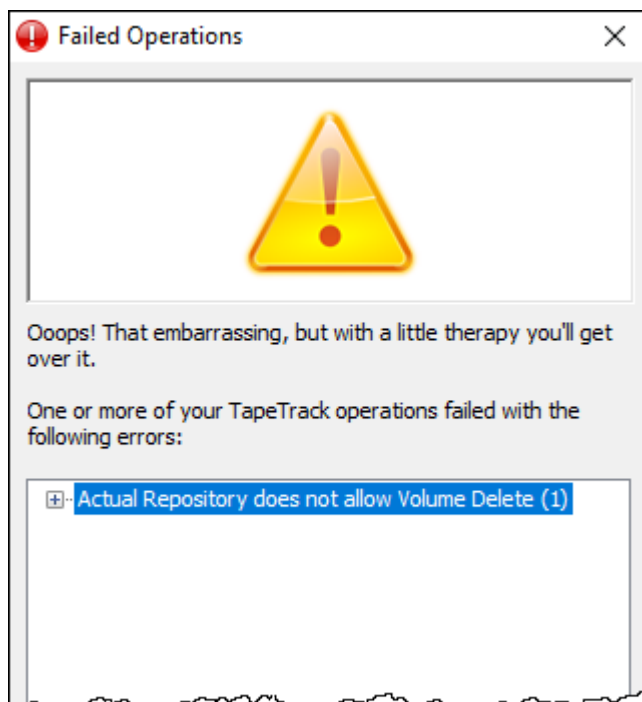 Failed Operations
Ooops! That embarrassing, but with a little therapy you'll get
over it.
One or more of your TapeTrack operations failed with the
following errors:
Actual Repository does not allow Volume Delete (1)